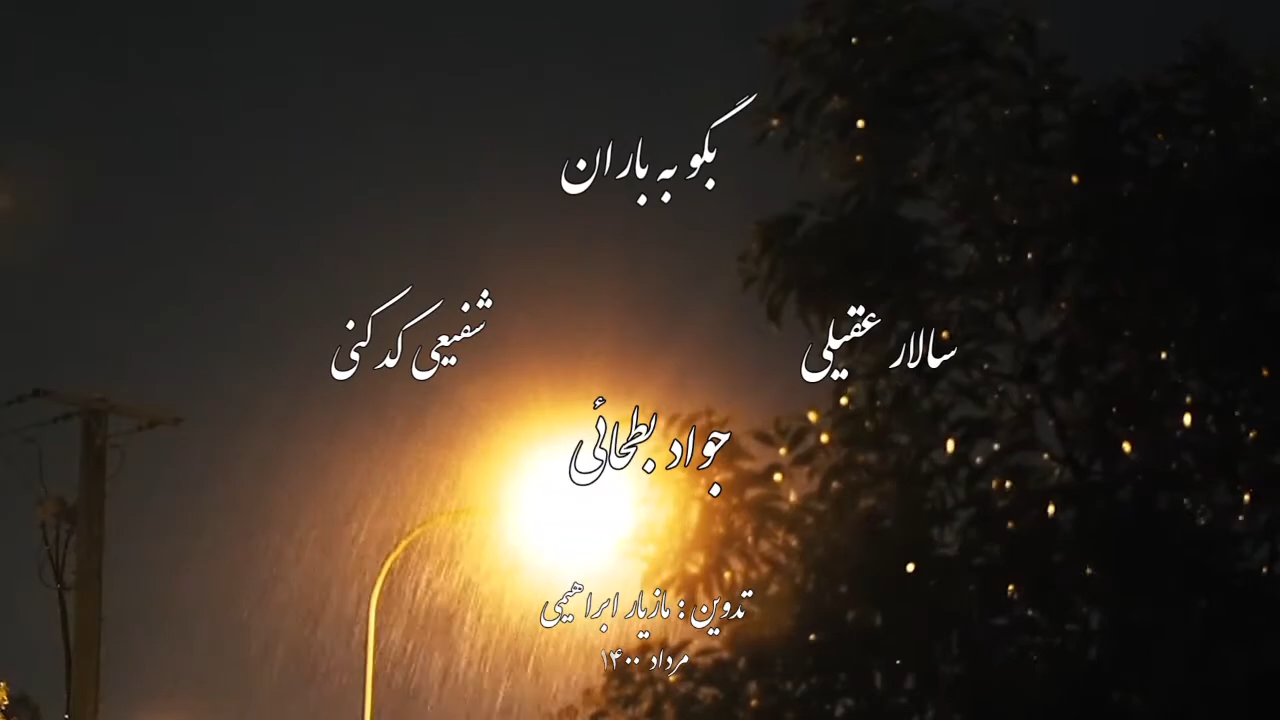 بگو به باران
سالار عقیلی
شفیعی کدکنی
جواد بطحائی
تدوین : مازیار ابراهیمی
مرداد ۱۴۰۰